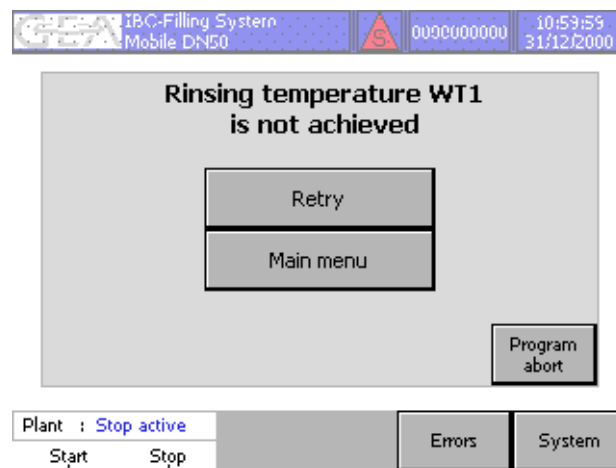 GEA
IBC-Filling System
Mobile DN50
S
0000000000
10:59:59
31/12/2000
Rinsing temperature WT1
is not achieved
Retry
Main menu
Program
abort
Plant : Stop active
Start Stop
Errors
System